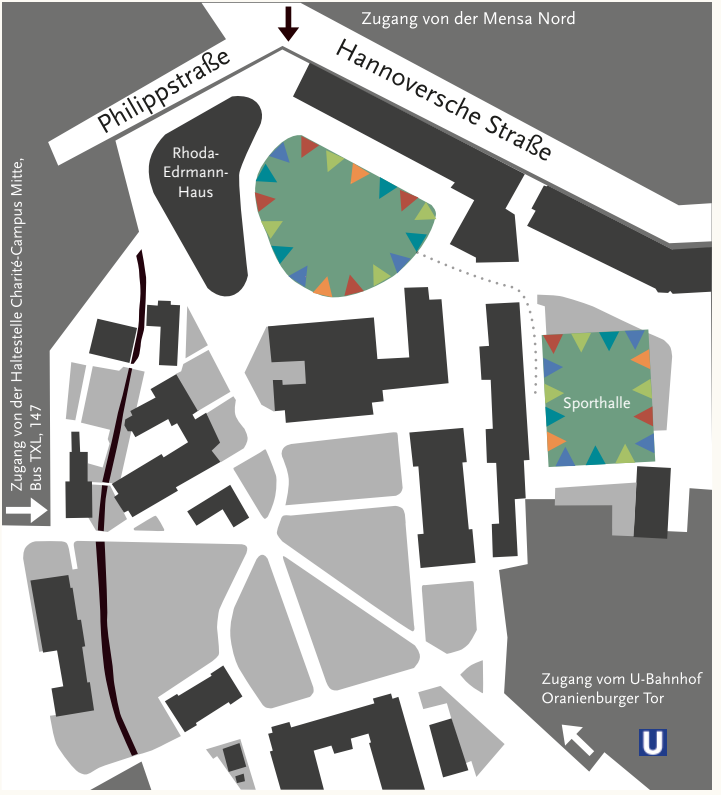 Zugang von der Mensa Nord
Philippstraße
Hannoversche Straße
Rhoda-
Edrmann-
Haus
Zugang von der Haltestelle Charité-Campus Mitte,
Bus TXL, 147
Sporthalle
Zugang vom U-Bahnhof
Oranienburger Tor
U